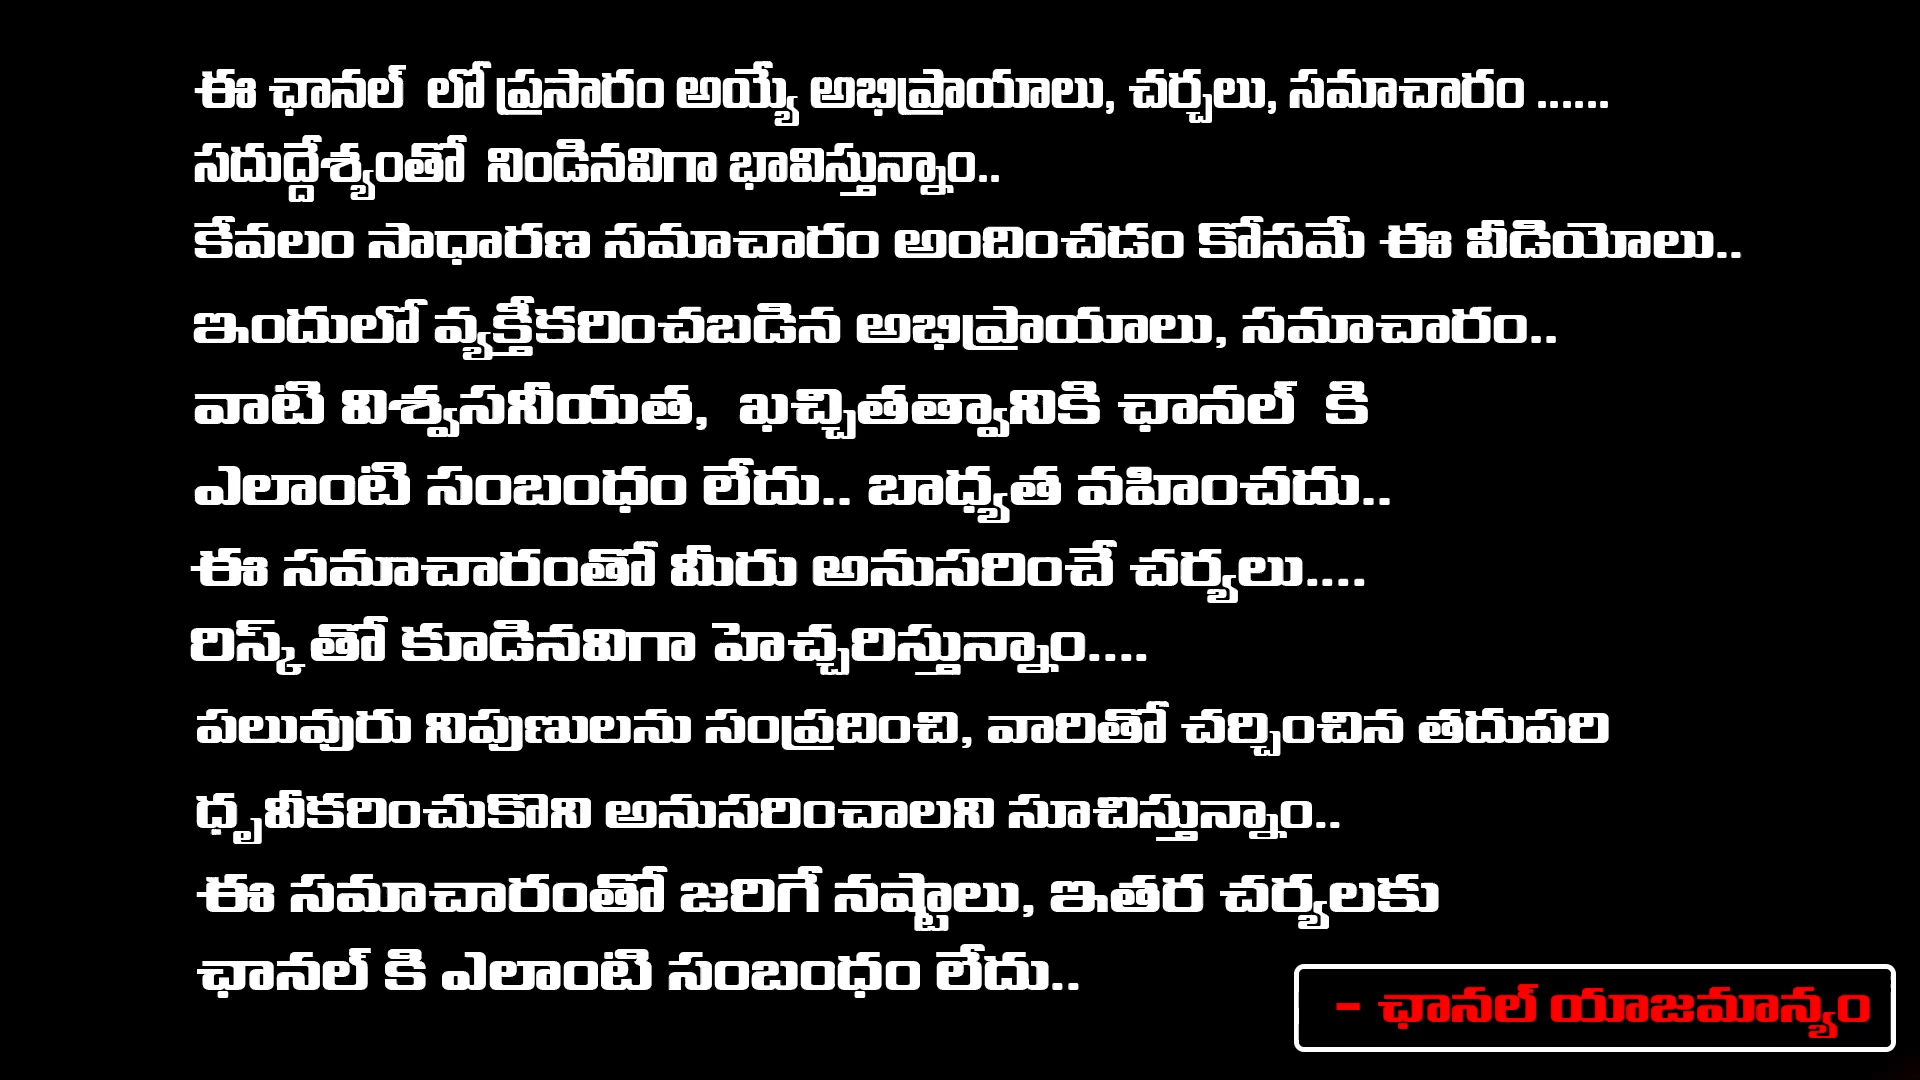 ఈ ఛానల్ లో ప్రసారం అయ్యే అభిప్రాయాలు, చర్చలు, సమాచారం ......
సదుద్దేశ్యంతో నిండినవిగా భావిస్తున్నాం..
కేవలం సాధారణ సమాచారం అందించడం కోసమే ఈ వీడియోలు..
ఇందులో వ్యక్తీకరించబడిన అభిప్రాయాలు, సమాచారం..
వాటి విశ్వసనీయత, ఖచ్చితత్వానికి ఛానల్ కి
ఎలాంటి సంబంధం లేదు.. బాధ్యత వహించదు..
ఈ సమాచారంతో మీరు అనుసరించే చర్యలు....
రిస్క్ తో కూడినవిగా హెచ్చరిస్తున్నాం....
పలువురు నిపుణులను సంప్రదించి, వారితో చర్చించిన తదుపరి
ధృవీకరించుకొని అనుసరించాలని సూచిస్తున్నాం..
ఈ సమాచారంతో జరిగే నష్టాలు, ఇతర చర్యలకు
ఛానల్ కి ఎలాంటి సంబంధం లేదు..
- ఛానల్ యాజమాన్యం